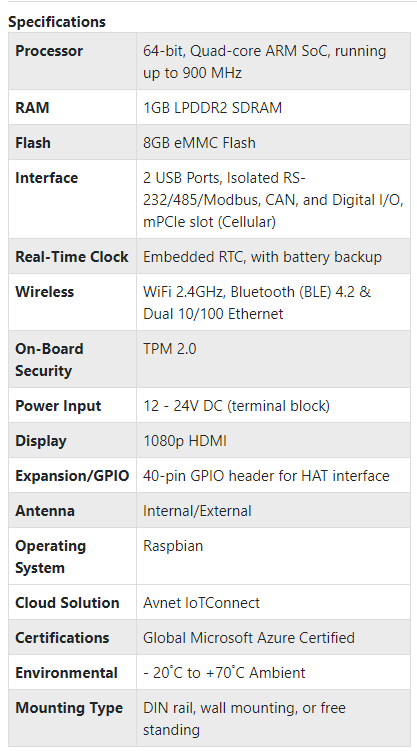 Specifications
Processor 64-bit, Quad-core ARM SoC, running
up to 900 MHz
RAM 1GB LPDDR2 SDRAM
Flash 8GB eMMC Flash
Interface 2 USB Ports, Isolated RS-
232/485/Modbus, CAN, and Digital I/O,
mPCIe slot (Cellular)
Real-Time Clock Embedded RTC, with battery backup
Wireless WiFi 2.4GHz, Bluetooth (BLE) 4.2 &
Dual 10/100 Ethernet
On-Board TPM 2.0
Security
Power Input 12 - 24V DC (terminal block)
Display 1080p HDMI
Expansion/GPIO 40-pin GPIO header for HAT interface
Antenna Internal/External
Operating Raspbian
System
Cloud Solution Avnet IoTConnect
Certifications Global Microsoft Azure Certified
Environmental - 20°C to +70°C Ambient
Mounting Type DIN rail, wall mounting, or free
standing